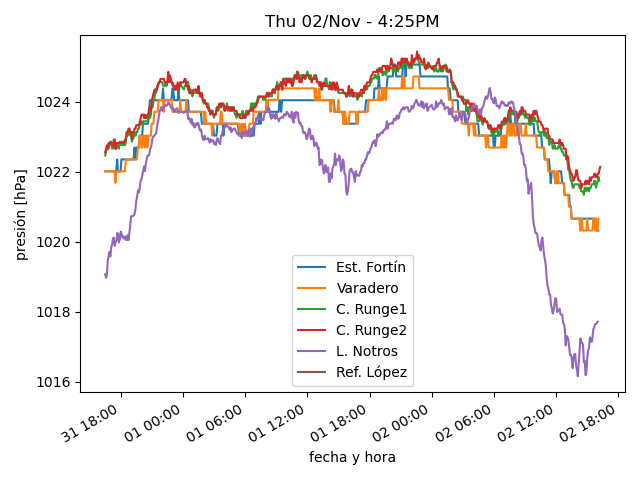 Thu 02/Nov - 4:25PM
presión [hPa]
1024
1022
1020
1018
1016
Est. Fortín
Varadero
C. Runge1
C. Runge2
L. Notros
Ref. López
31 18:00
01 00:00
01 06:00
01 12:00
01 18:00
02 00:00
02 06:00
02 12:00
02 18:00
fecha y hora